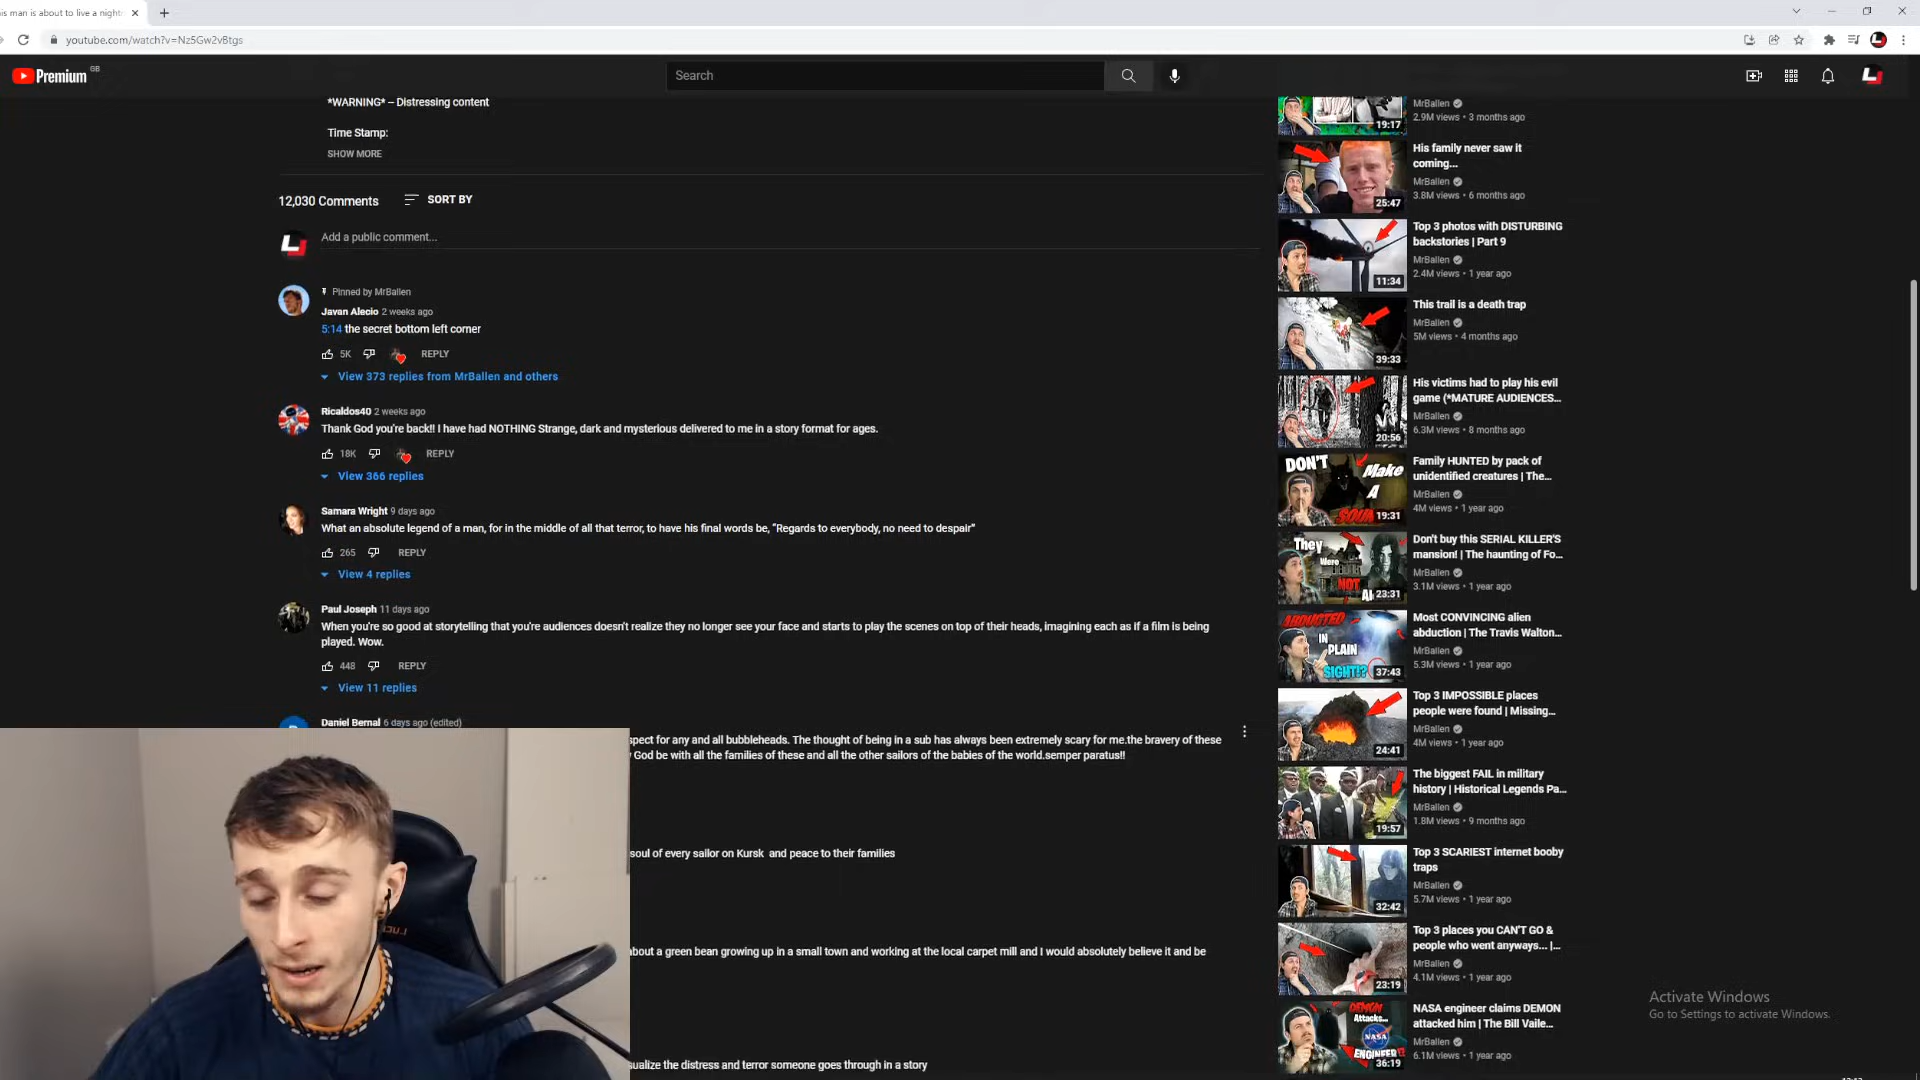 is man is about to live a night
youtube.com/watch?v=Nz5Gw2vBtgs
Premium GB
Search
*WARNING* – Distressing content
Time Stamp:
SHOW MORE
12,030 Comments
SORT BY
Add a public comment...
Pinned by MrBallen
Javan Alecio 2 weeks ago
5:14 the secret bottom left corner
5K
REPLY
View 373 replies from MrBallen and others
Ricaldos40 2 weeks ago
Thank God you're back!! I have had NOTHING Strange, dark and mysterious delivered to me in a story format for ages.
18K
REPLY
View 366 replies
Samara Wright 9 days ago
What an absolute legend of a man, for in the middle of all that terror, to have his final words be, "Regards to everybody, no need to despair"
265
REPLY
View 4 replies
Paul Joseph 11 days ago
When you're so good at storytelling that you're audiences doesn't realize they no longer see your face and starts to play the scenes on top of their heads, imagining each as if a film is being
played. Wow.
448
REPLY
View 11 replies
Daniel Bernal 6 days ago (edited)
spect for any and all bubbleheads. The thought of being in a sub has always been extremely scary for me.the bravery of these
God be with all the families of these and all the other sailors of the babies of the world.semper paratus!!
soul of every sailor on Kursk and peace to their families
about a green bean growing up in a small town and working at the local carpet mill and I would absolutely believe it and be
sualize the distress and terror someone goes through in a story
MrBallen
2.9M views • 3 months ago
19:17
His family never saw it
coming...
MrBallen
3.8M views • 6 months ago
25:47
Top 3 photos with DISTURBING
backstories | Part 9
MrBallen
2.4M views • 1 year ago
11:34
This trail is a death trap
MrBallen
5M views • 4 months ago
39:33
His victims had to play his evil
game (*MATURE AUDIENCES...
MrBallen
6.3M views • 8 months ago
20:56
DON'T
Make
A
Family HUNTED by pack of
unidentified creatures | The...
MrBallen
4M views • 1 year ago
19:31
They
Were
NOT
Don't buy this SERIAL KILLER'S
mansion! | The haunting of Fo...
MrBallen
3.1M views • 1 year ago
23:31
ABDUCTED
IN
PLAIN
SIGHT!?
Most CONVINCING alien
abduction | The Travis Walton...
MrBallen
5.3M views • 1 year ago
37:43
Top 3 IMPOSSIBLE places
people were found | Missing...
MrBallen
4M views • 1 year ago
24:41
The biggest FAIL in military
history | Historical Legends Pa...
MrBallen
1.8M views • 9 months ago
19:57
Top 3 SCARIEST internet booby
traps
MrBallen
5.7M views • 1 year ago
32:42
Top 3 places you CAN'T GO &
people who went anyways... |...
MrBallen
4.1M views • 1 year ago
23:19
DEMON
Attacks...
NASA
ENGINEER
NASA engineer claims DEMON
attacked him | The Bill Vaile...
MrBallen
6.1M views • 1 year ago
36:19
Activate Windows
Go to Settings to activate Windows.